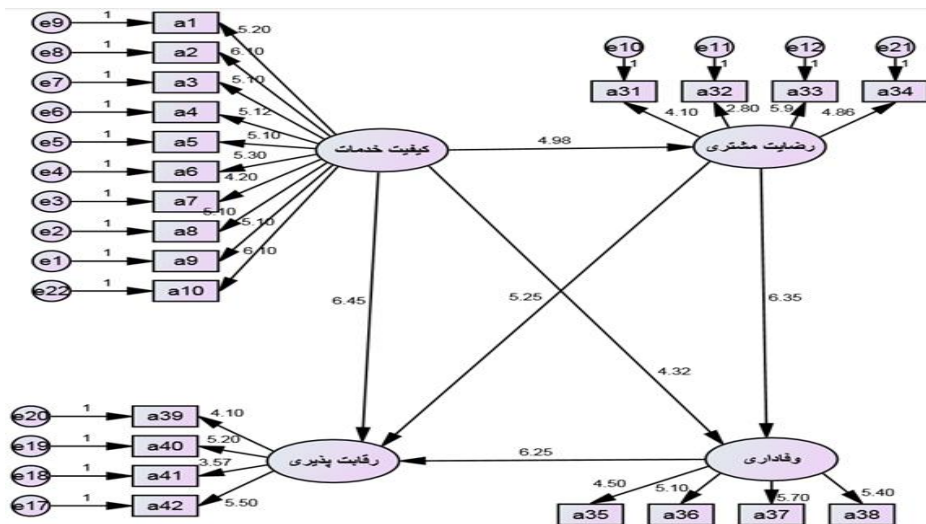 e9 1 a1 5.20
e8 1 a2 6.10
e7 1 a3 5.10
e6 1 a4 5.12
e5 1 a5 5.10
e4 1 a6 5.30
e3 1 a7 4.20
e2 1 a8 5.10
e1 1 a9 5.10
e22 1 a10 6.10
کیفیت خدمات
4.98
e10 e11 e12 e21
1 1 1 1
a31 a32 a33 a34
4.10 2.80 5.9 4.86
رضایت مشتری
6.45 5.25 6.35
4.32
e20 1 a39 4.10
e19 1 a40 5.20
e18 1 a41 3.57
e17 1 a42 5.50
رقابت پذیری
6.25
وفاداری
4.50 5.10 5.70 5.40
a35 a36 a37 a38